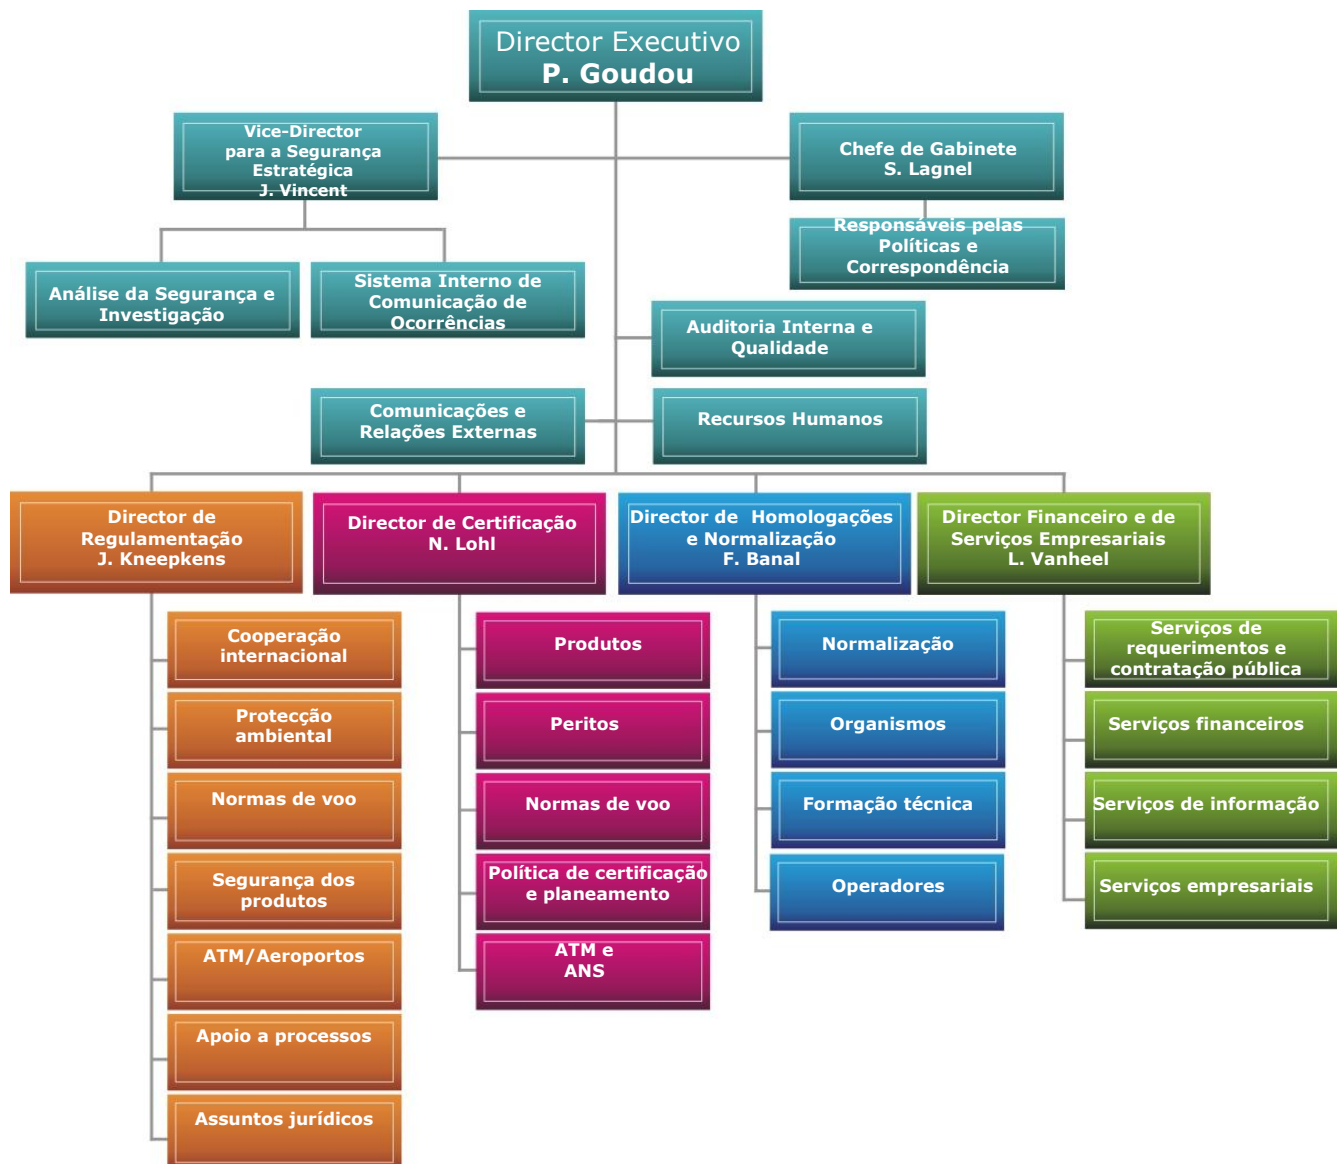 Director Executivo
P. Goudou
Vice-Director
para a Segurança
Estratégica
J. Vincent
Chefe de Gabinete
S. Lagnel
Responsáveis pelas
Políticas e
Correspondência
Análise da Segurança e
Investigação
Sistema Interno de
Comunicação de
Ocorrências
Auditoria Interna e
Qualidade
Comunicações e
Relações Externas
Recursos Humanos
Director de
Regulamentação
J. Kneepkens
Director de Certificação
N. Lohl
Director de  Homologações
e Normalização
F. Banal
Director Financeiro e de
Serviços Empresariais
L. Vanheel
Cooperação
internacional
Protecção
ambiental
Normas de voo
Segurança dos
produtos
ATM/Aeroportos
Apoio a processos
Assuntos jurídicos
Produtos
Peritos
Normas de voo
Política de certificação
e planeamento
ATM e
ANS
Normalização
Organismos
Formação técnica
Operadores
Serviços de
requerimentos e
contratação pública
Serviços financeiros
Serviços de informação
Serviços empresariais